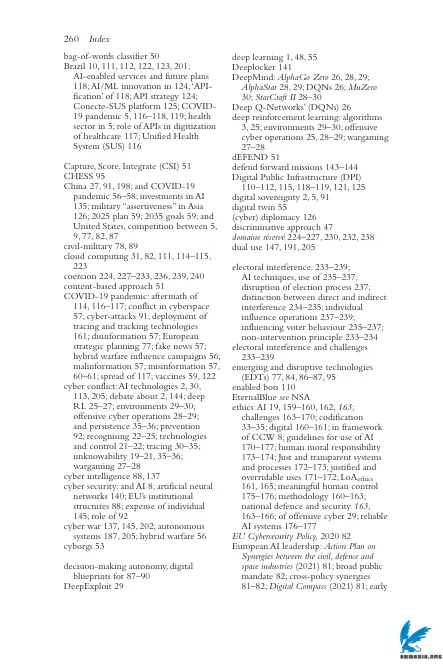 260 Index
bag-of-words classifier 50
Brazil 10, 111, 112, 122, 123, 201;
AI-enabled services and future plans
118; AI/ML innovation in 124; ‘API-
fication’ of 118; API strategy 124;
Conecte-SUS platform 125; COVID-
19 pandemic 5, 116–118, 119; health
sector in 5; role of APIs in digitization
of healthcare 117; Unified Health
System (SUS) 116
Capture, Score, Integrate (CSI) 51
CHESS 95
China 27, 91, 198; and COVID-19
pandemic 56–58; investments in AI
135; military “assertiveness” in Asia
126; 2025 plan 59; 2035 goals 59; and
United States, competition between 5,
9, 77, 82, 87
civil-military 78, 89
cloud computing 31, 82, 111, 114–115,
223
coercion 224, 227–233, 236, 239, 240
content-based approach 51
COVID-19 pandemic: aftermath of
114, 116–117; conflict in cyberspace
57; cyber-attacks 91; deployment of
tracing and tracking technologies
161; disinformation 57; European
strategic planning 77; fake news 57;
hybrid warfare influence campaigns 56;
malinformation 57; misinformation 57,
60–61; spread of 117; vaccines 59, 122
cyber conflict: AI technologies 2, 30,
113, 205; debate about 2, 144; deep
RL 25–27; environments 29–30;
offensive cyber operations 28–29;
and persistence 35–36; prevention
92; recognising 22–25; technologies
and control 21–22; tracing 30–35;
unknowability 19–21, 35–36;
wargaming 27–28
cyber intelligence 88, 137
cyber security: and AI 8; artificial neural
networks 140; EU’s institutional
structures 88; expense of individual
145; role of 92
cyber war 137, 145, 202; autonomous
systems 187, 205; hybrid warfare 56
cyborgs 53
decision-making autonomy, digital
blueprints for 87–90
DeepExploit 29
deep learning 1, 48, 55
Deeplocker 141
DeepMind: AlphaGo Zero 26, 28, 29;
AlphaStar 28, 29; DQNs 26; MuZero
30; StarCraft II 28–30
Deep Q-Networks’ (DQNs) 26
deep reinforcement learning: algorithms
3, 25; environments 29–30; offensive
cyber operations 25, 28–29; wargaming
27–28
dEFEND 51
defend forward missions 143–144
Digital Public Infrastructure (DPI)
110–112, 115, 118–119, 121, 125
digital sovereignty 2, 5, 91
digital twin 55
(cyber) diplomacy 126
discriminative approach 47
domaine réservé 224–227, 230, 232, 238
dual use 147, 191, 205
electoral interference: 233–239;
AI techniques, use of 235–237;
disruption of election process 237;
distinction between direct and indirect
interference 234–235; individual
influence operations 237–239;
influencing voter behaviour 235–237;
non-intervention principle 233–234
electoral interference and challenges
233–239
emerging and disruptive technologies
(EDTs) 77, 84, 86–87, 95
enabled bots 110
EternalBlue see NSA
ethics: AI 19, 159–160, 162, 163;
challenges 163–170; codification
33–35; digital 160–161; in framework
of CCW 8; guidelines for use of AI
170–177; human moral responsibility
173–174; Just and transparent systems
and processes 172–173; justified and
overridable uses 171–172; LoAethics
161, 165; meaningful human control
175–176; methodology 160–163;
national defence and security 163,
163–166; of offensive cyber 29; reliable
AI systems 176–177
EU Cybersecurity Policy, 2020 82
European AI leadership: Action Plan on
Synergies between the civil, defence and
space industries (2021) 81; broad public
mandate 82; cross-policy synergies
81–82; Digital Compass (2021) 81; early